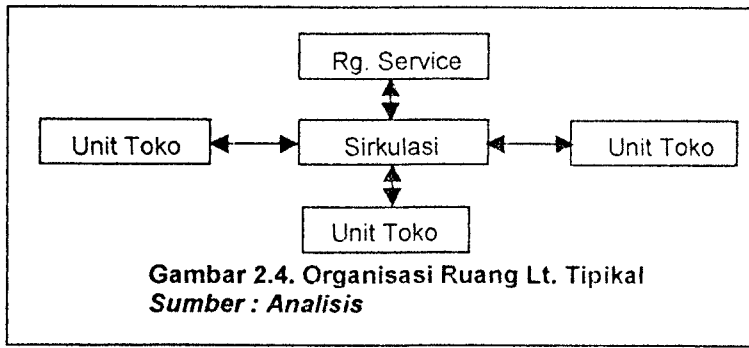 Rg. Service
Unit Toko
Sirkulasi
Unit Toko
Unit Toko
Gambar 2.4. Organisasi Ruang Lt. Tipikal
Sumber : Analisis